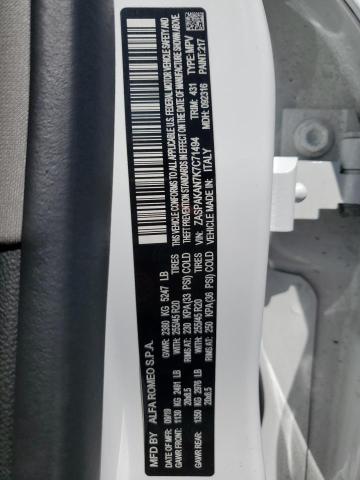 MFD BY ALFA ROMEO S.P.A.
DATE OF MFR: 09/19 GVWR: 2380 KG 5247 LB
GAWR FRONT: 1130 KG 2491 LB WITH: 255/45 R20 TIRES
20x8.5 RIMS AT: 230 KPA(33 PSI) COLD
GAWR REAR: 1350 KG 2976 LB WITH: 255/45 R20 TIRES
20x8.5 RIMS AT: 250 KPA(36 PSI) COLD
THIS VEHICLE CONFORMS TO ALL APPLICABLE U.S. FEDERAL MOTOR VEHICLE SAFETY AND
THEFT PREVENTION STANDARDS IN EFFECT ON THE DATE OF MANUFACTURE SHOWN ABOVE
VIN: ZASPAKAN7K7C71494 TYPE: MPV
MADE IN: ITALY TRIM: 431 PAINT: 217
MDH: 092316